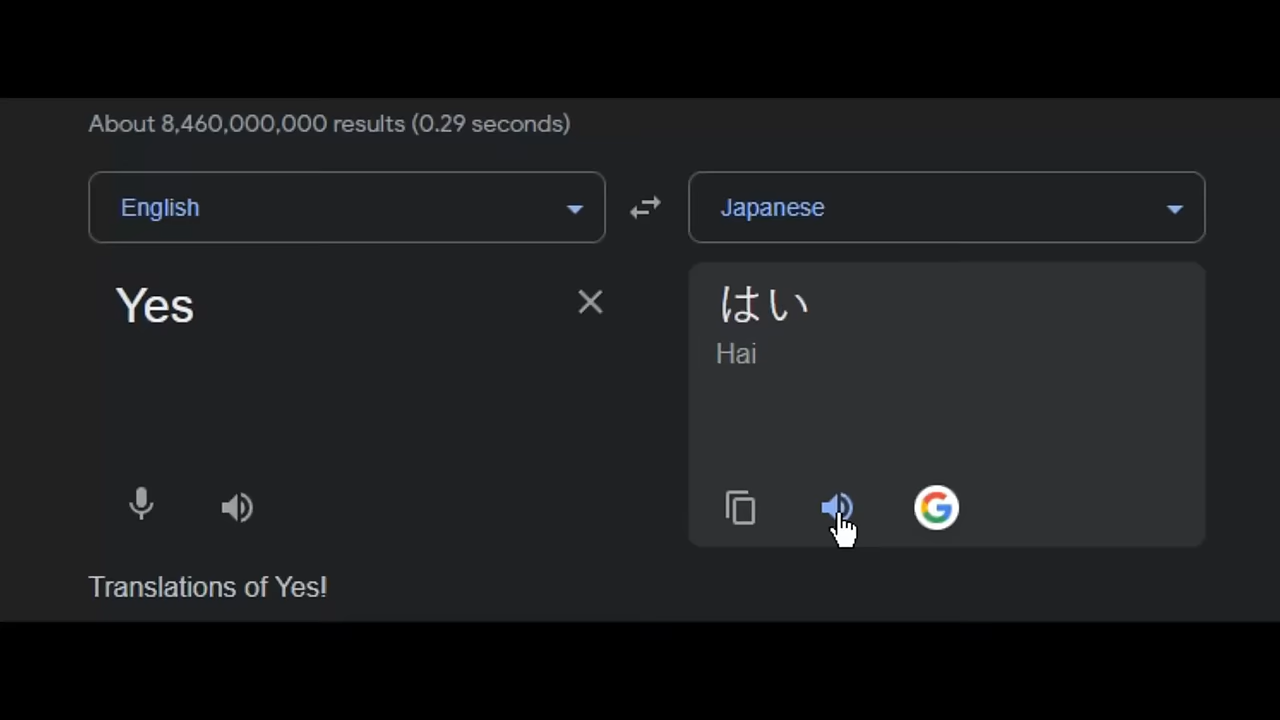 About 8,460,000,000 results (0.29 seconds)
English
Japanese
Yes
はい
Hai
Translations of Yes!